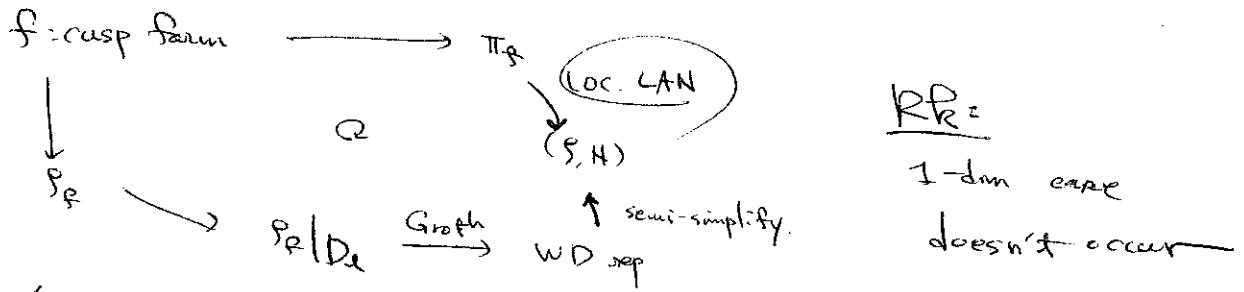 f : cusp form → π_f
Loc. LAN
Rk:
(ρ, N)
1-dim case
ρ_f
semi-simplify.
ρ_f|D_ℓ Groth → WD rep
doesn't occur